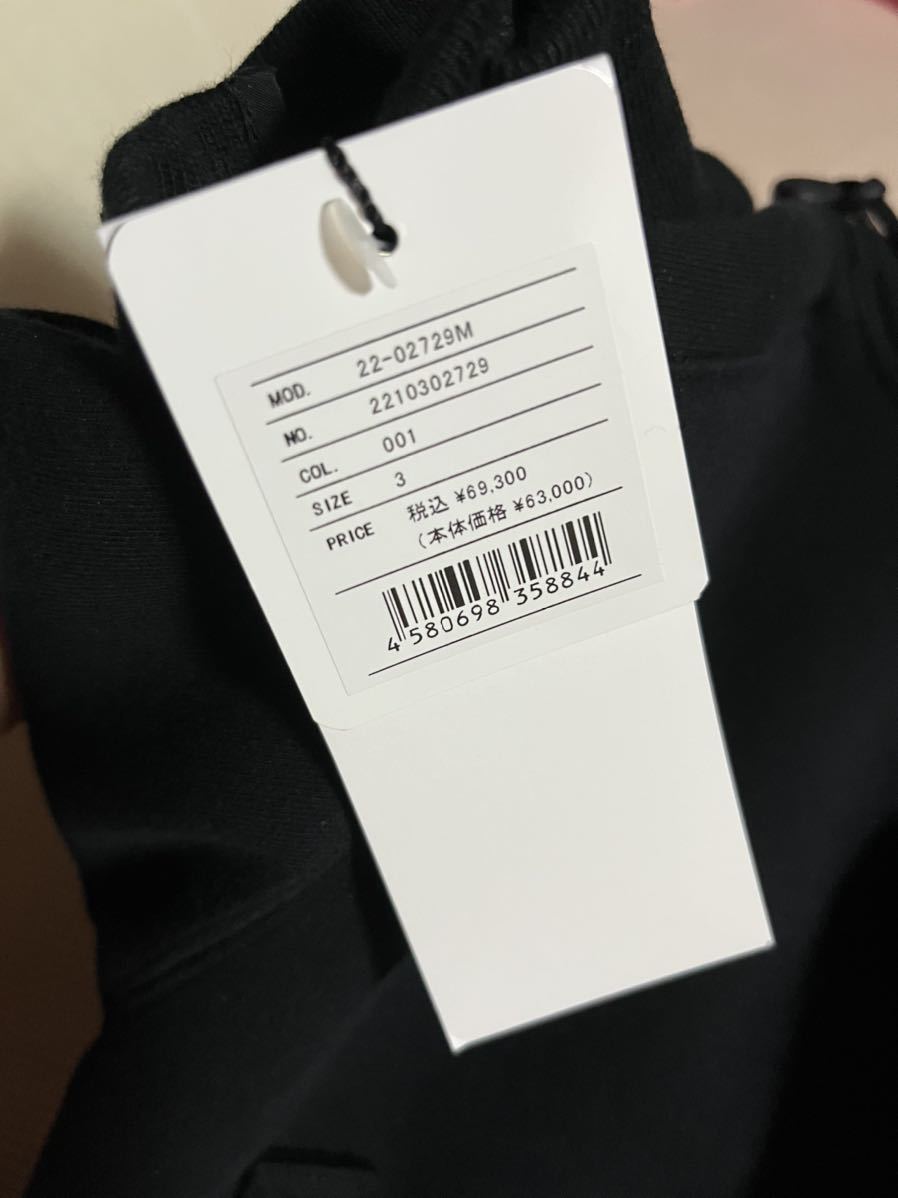 MOD. 22-02729M
NO. 2210302729
COL. 001
SIZE 3
PRICE 税込 ¥69,300
(本体価格 ¥63,000)
4 580698 358844